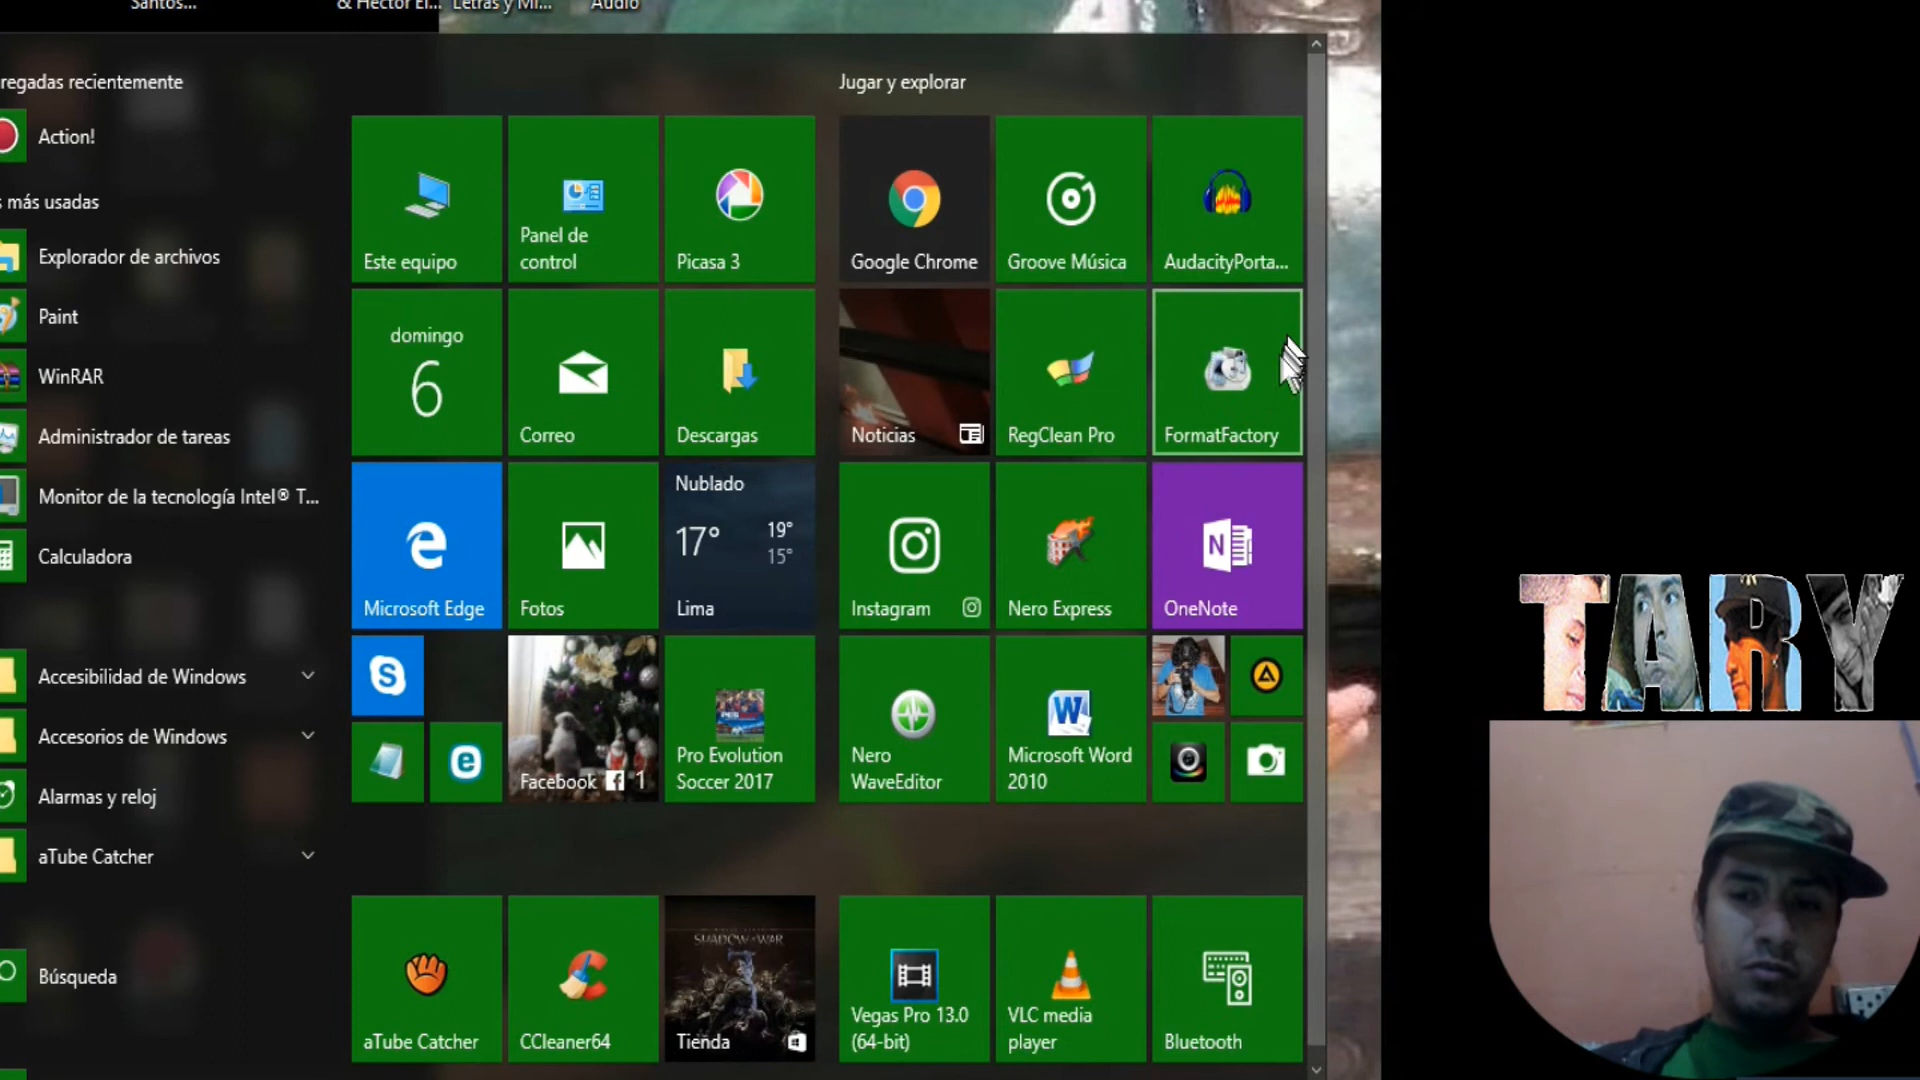 Santos...
& Hector El...
Letras y Mi...
Audio
regadas recientemente
Action!
s más usadas
Explorador de archivos
Paint
WinRAR
Administrador de tareas
Monitor de la tecnología Intel® T...
Calculadora
Accesibilidad de Windows
Accesorios de Windows
Alarmas y reloj
aTube Catcher
Búsqueda
Este equipo
Panel de
control
Picasa 3
domingo
6
Correo
Descargas
Microsoft Edge
Fotos
Nublado
17°
19°
15°
Lima
Facebook
1
Pro Evolution
Soccer 2017
aTube Catcher
CCleaner64
SHADOW WAR
Tienda
Jugar y explorar
Google Chrome
Groove Música
AudacityPorta...
Noticias
RegClean Pro
FormatFactory
Instagram
Nero Express
N
OneNote
Nero
WaveEditor
W
Microsoft Word
2010
Vegas Pro 13.0
(64-bit)
VLC media
player
Bluetooth
TARY